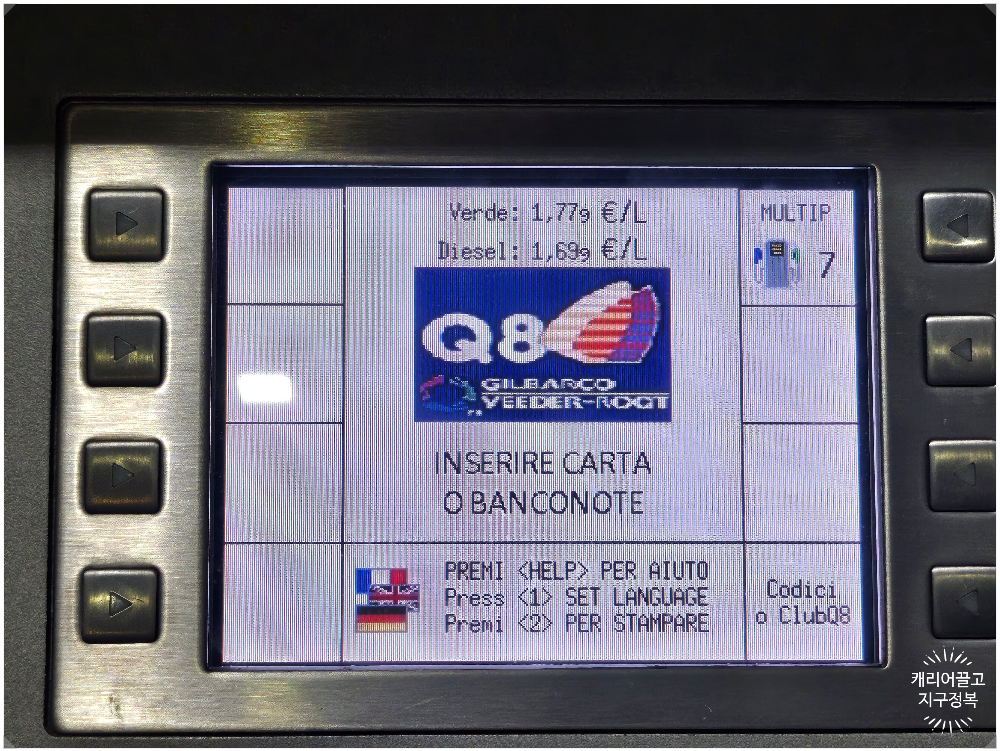 Verde: 1,779 €/L
Diesel: 1,699 €/L
MULTIP
7
Q8
GILBARCO
VEEDER-ROOT
INSERIRE CARTA
O BANCONOTE
PREMI <HELP> PER AIUTO
Press <1> SET LANGUAGE
Premi <2> PER STAMPARE
Codici
o ClubQ8
캐리어끌고
지구정복